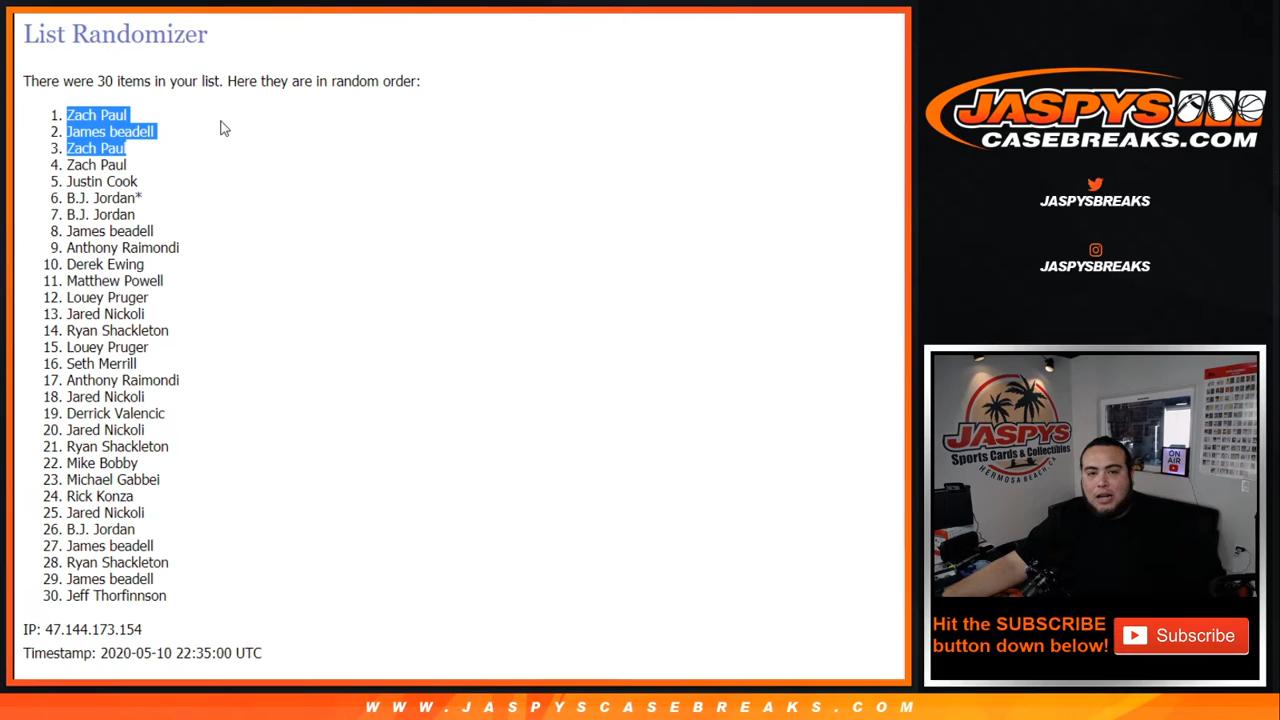 List Randomizer
There were 30 items in your list. Here they are in random order:
1. Zach Paul
2. James beadell
3. Zach Paul
4. Zach Paul
5. Justin Cook
6. B.J. Jordan*
7. B.J. Jordan
8. James beadell
9. Anthony Raimondi
10. Derek Ewing
11. Matthew Powell
12. Louey Pruger
13. Jared Nickoli
14. Ryan Shackleton
15. Louey Pruger
16. Seth Merrill
17. Anthony Raimondi
18. Jared Nickoli
19. Derrick Valencic
20. Jared Nickoli
21. Ryan Shackleton
22. Mike Bobby
23. Michael Gabbei
24. Rick Konza
25. Jared Nickoli
26. B.J. Jordan
27. James beadell
28. Ryan Shackleton
29. James beadell
30. Jeff Thorfinnson
IP: 47.144.173.154
Timestamp: 2020-05-10 22:35:00 UTC
JASPYS
CASEBREAKS.COM
JASPYSBREAKS
JASPYSBREAKS
JASPYS
Sports Cards & Collectibles
HERMOSA BEACH, CA
ON
AIR
Hit the SUBSCRIBE
button down below!
Subscribe
WWW.JASPYSCASEBREAKS.COM